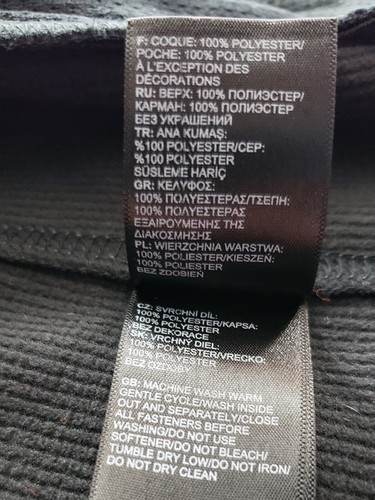 F: COQUE: 100% POLYESTER/
POCHE: 100% POLYESTER
À L'EXCEPTION DES
DÉCORATIONS
RU: ВЕРХ: 100% ПОЛИЭСТЕР/
КАРМАН: 100% ПОЛИЭСТЕР
БЕЗ УКРАШЕНИЙ
TR: ANA KUMAŞ:
%100 POLYESTER/CEP:
%100 POLYESTER
SÜSLEME HARİÇ
GR: ΚΕΛΥΦΟΣ:
100% ΠΟΛΥΕΣΤΕΡΑΣ/ΤΣΕΠΗ:
100% ΠΟΛΥΕΣΤΕΡΑΣ
ΕΞΑΙΡΟΥΜΕΝΗΣ ΤΗΣ
ΔΙΑΚΟΣΜΗΣΗΣ
PL: WIERZCHNIA WARSTWA:
100% POLIESTER/KIESZEŃ:
100% POLIESTER
BEZ ZDOBIEŃ
CZ: SVRCHNÍ DÍL:
100% POLYESTER/KAPSA:
100% POLYESTER
BEZ DEKORACE
SK: VRCHNÝ DIEL:
100% POLYESTER/VRECKO:
100% POLYESTER
BEZ OZDÔB
GB: MACHINE WASH WARM
GENTLE CYCLE/WASH INSIDE
OUT AND SEPARATELY/CLOSE
ALL FASTENERS BEFORE
WASHING/DO NOT USE
SOFTENER/DO NOT BLEACH/
TUMBLE DRY LOW/DO NOT IRON/
DO NOT DRY CLEAN